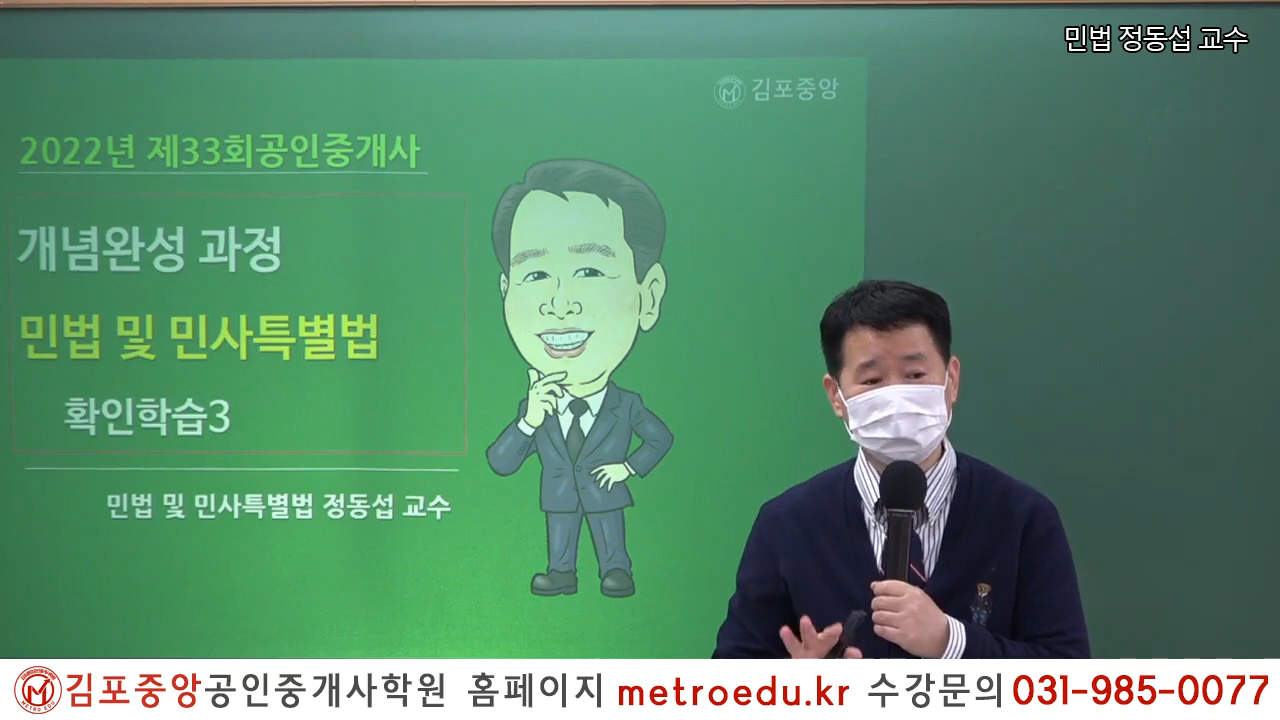 민법 정동섭 교수
김포중앙
2022년 제33회공인중개사
개념완성 과정
민법 및 민사특별법
확인학습3
민법 및 민사특별법 정동섭 교수
METRO EDU
김포중앙공인중개사학원 홈페이지 metroedu.kr 수강문의 031-985-0077